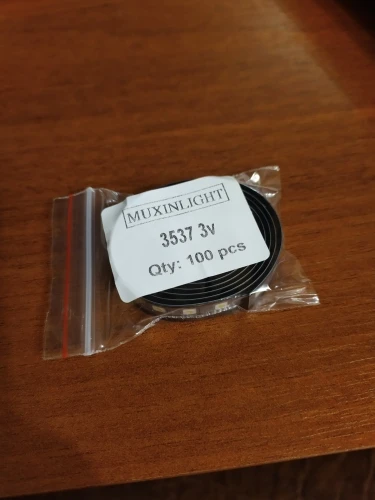 MUXINLIGHT
3537 3v
Qty: 100 pcs